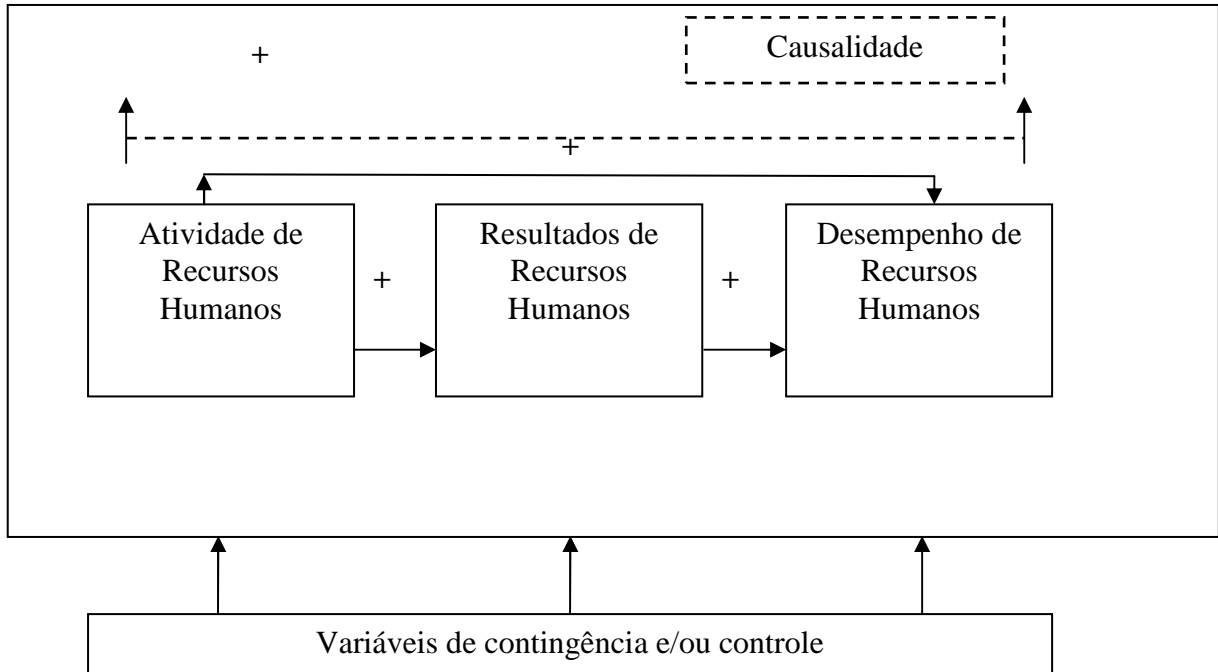 +
Causalidade
+
Atividade de
Recursos
Humanos
+
Resultados de
Recursos
Humanos
+
Desempenho de
Recursos
Humanos
Variáveis de contingência e/ou controle